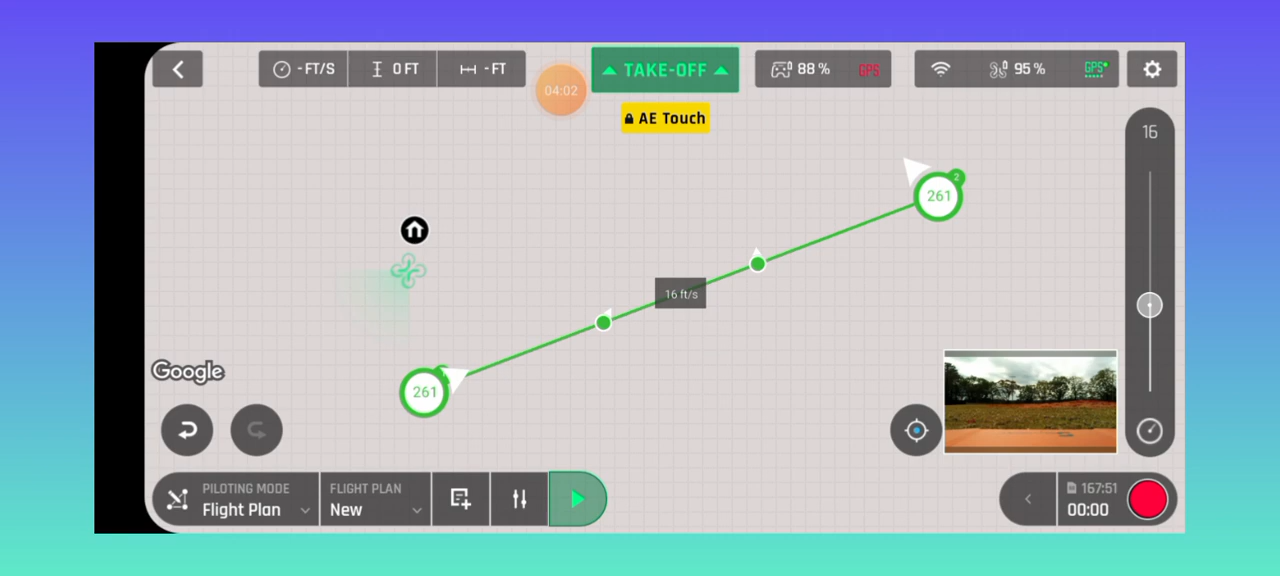 - FT/S
0 FT
- FT
04:02
TAKE-OFF
88 %
GPS
95 %
GPS
AE Touch
16
261
2
16 ft/s
261
Google
PILOTING MODE
Flight Plan
FLIGHT PLAN
New
167:51
00:00